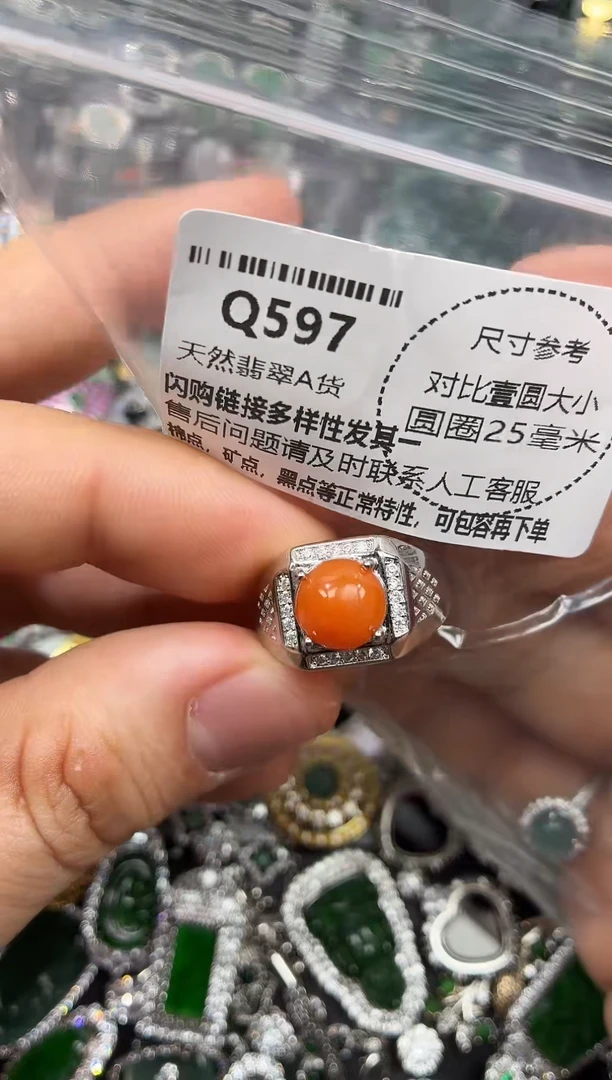 Q597
天然翡翠A货
闪购链接多样性发其一
售后问题请及时联系人工客服
棉点，矿点，黑点等正常特性，可包容再下单
尺寸参考
对比壹圆大小
圆圈25毫米